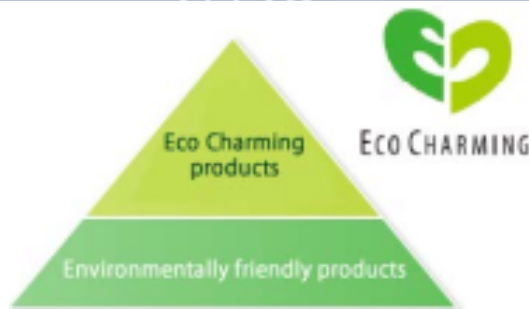 Eco Charming
products
ECO CHARMING
Environmentally friendly products